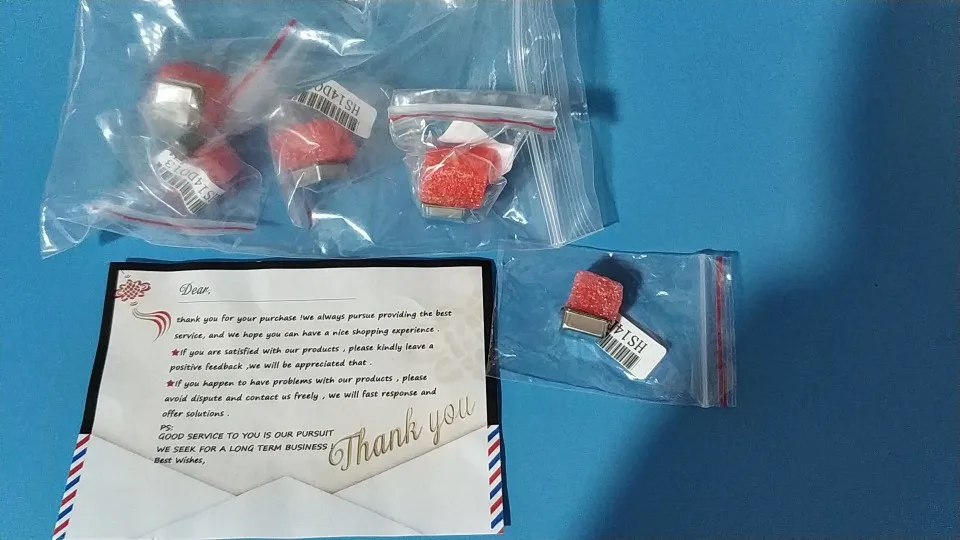 HS14DO
HS14DO1
HS14
Dear,
thank you for your purchase !we always pursue providing the best
service, and we hope you can have a nice shopping experience .
★If you are satisfied with our products , please kindly leave a
positive feedback ,we will be appreciated that .
★If you happen to have problems with our products , please
avoid dispute and contact us freely , we will fast response and
offer solutions .
PS:
GOOD SERVICE TO YOU IS OUR PURSUIT
WE SEEK FOR A LONG TERM BUSINESS
Best Wishes,
Thank you